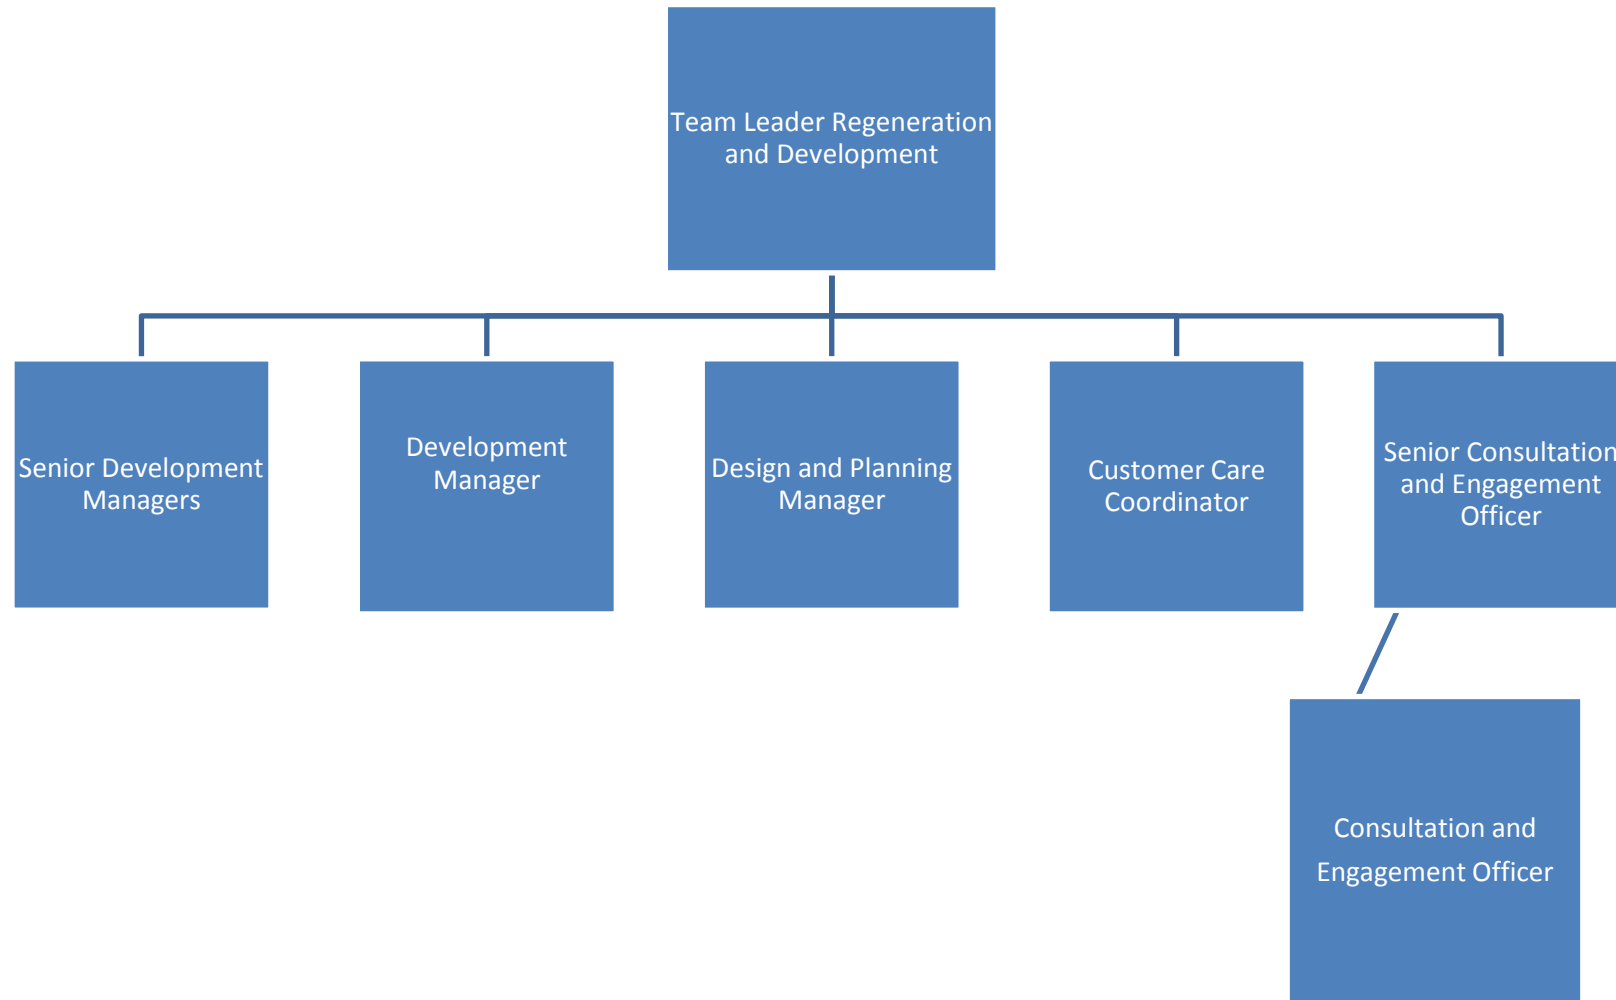 Team Leader Regeneration
and Development
Senior Development
Managers
Development
Manager
Design and Planning
Manager
Customer Care
Coordinator
Senior Consultation
and Engagement
Officer
Consultation and
Engagement Officer